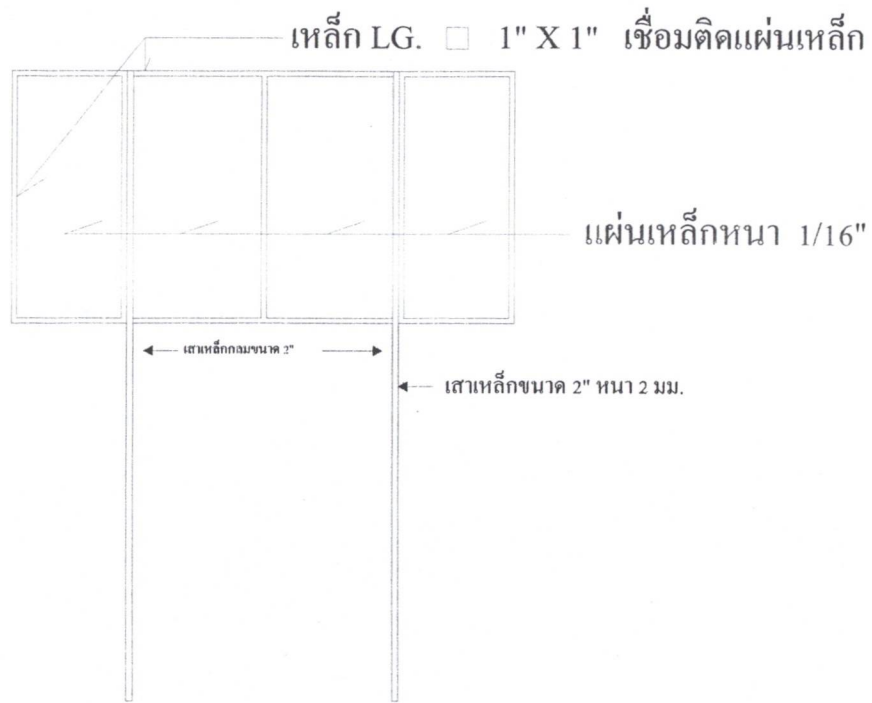 เหล็ก LG. □ 1" X 1" เชื่อมติดแผ่นเหล็ก
แผ่นเหล็กหนา 1/16"
เสาเหล็กกลมขนาด 2"
เสาเหล็กขนาด 2" หนา 2 มม.